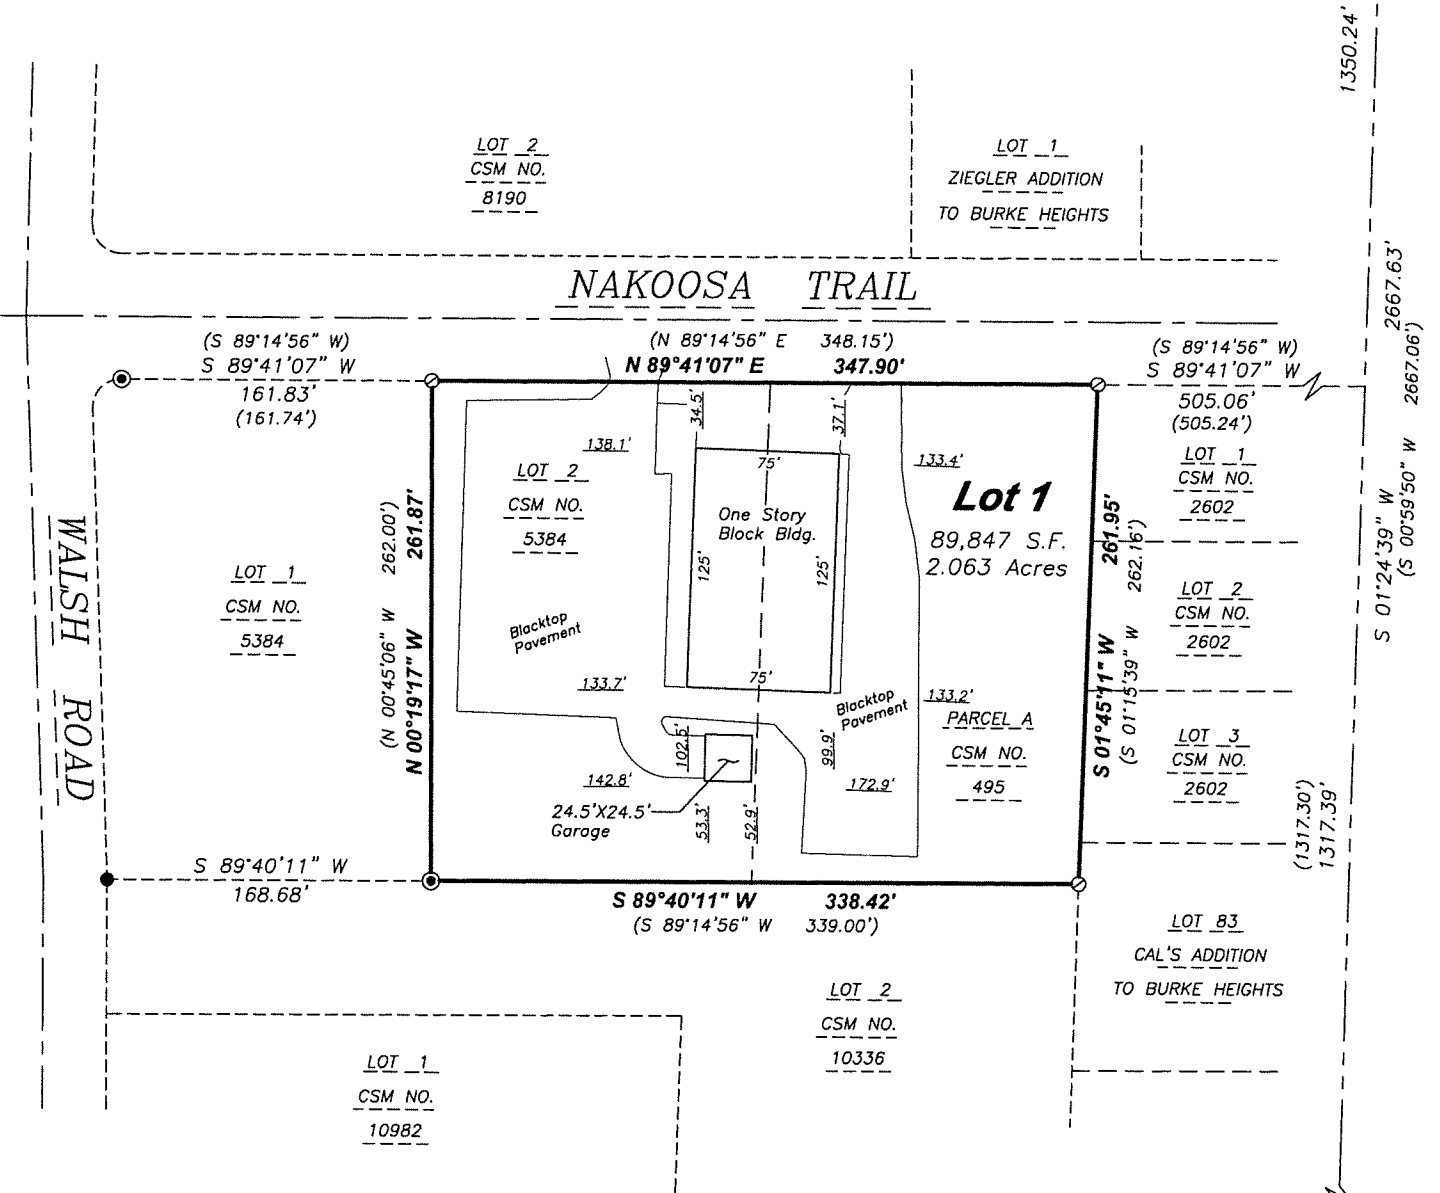 1350.24'
LOT 2
CSM NO.
8190
LOT 1
ZIEGLER ADDITION
TO BURKE HEIGHTS
NAKOOSA TRAIL
2667.63'
(S 00°59'50" W 2667.06')
S 01°24'39" W
(S 89°14'56" W)
S 89°41'07" W
161.83'
(161.74')
(N 89°14'56" E 348.15')
N 89°41'07" E 347.90'
(S 89°14'56" W)
S 89°41'07" W
505.06'
(505.24')
WALSH ROAD
LOT 1
CSM NO.
5384
(N 00°45'06" W 262.00')
N 00°19'17" W 261.87'
138.1'
LOT 2
CSM NO.
5384
Blacktop
Pavement
133.7'
34.5'
37.1'
75'
One Story
Block Bldg.
125'
125'
75'
133.4'
Lot 1
89,847 S.F.
2.063 Acres
Blacktop
Pavement
133.2'
PARCEL A
CSM NO.
495
102.5'
99.9'
142.8'
172.9'
24.5'X24.5'
Garage
53.3'
52.9'
S 01°45'11" W 261.95'
(S 01°15'39" W 262.16')
LOT 1
CSM NO.
2602
LOT 2
CSM NO.
2602
LOT 3
CSM NO.
2602
(1317.30')
1317.39'
S 89°40'11" W
168.68'
S 89°40'11" W 338.42'
(S 89°14'56" W 339.00')
LOT 83
CAL'S ADDITION
TO BURKE HEIGHTS
LOT 2
CSM NO.
10336
LOT 1
CSM NO.
10982